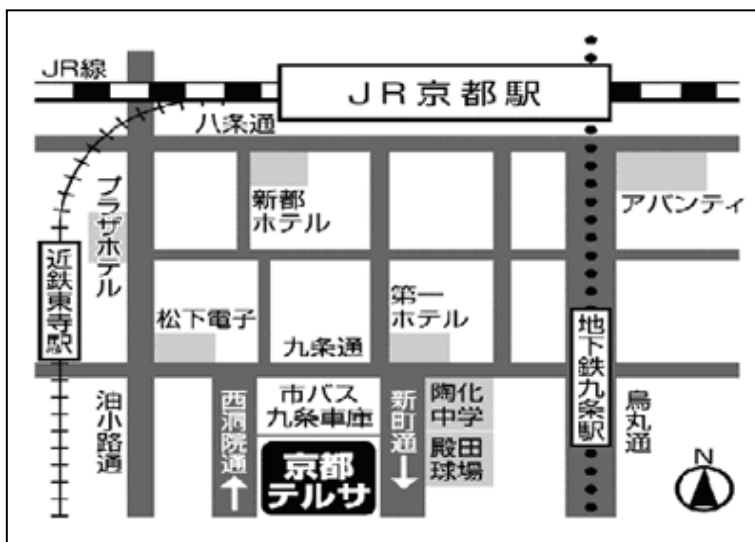 JR線
JR京都駅
八条通
プラザホテル
新都
ホテル
アバンティ
近鉄東寺駅
松下電子
九条通
第一
ホテル
地下鉄九条駅
油小路通
西洞院通
市バス
九条車庫
新町通
陶化
中学
殿田
球場
烏丸通
京都
テルサ
N